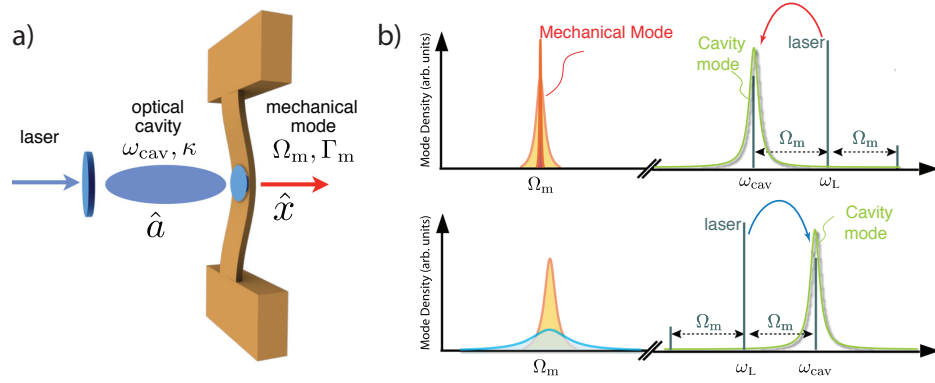 a)
laser
optical
cavity
ω_cav, κ
mechanical
mode
Ω_m, Γ_m
â
x̂
b)
Mode Density (arb. units)
Mechanical Mode
Cavity
mode
laser
Ω_m
Ω_m
Ω_m
ω_cav
ω_L
Mode Density (arb. units)
laser
Cavity
mode
Ω_m
Ω_m
Ω_m
ω_L
ω_cav